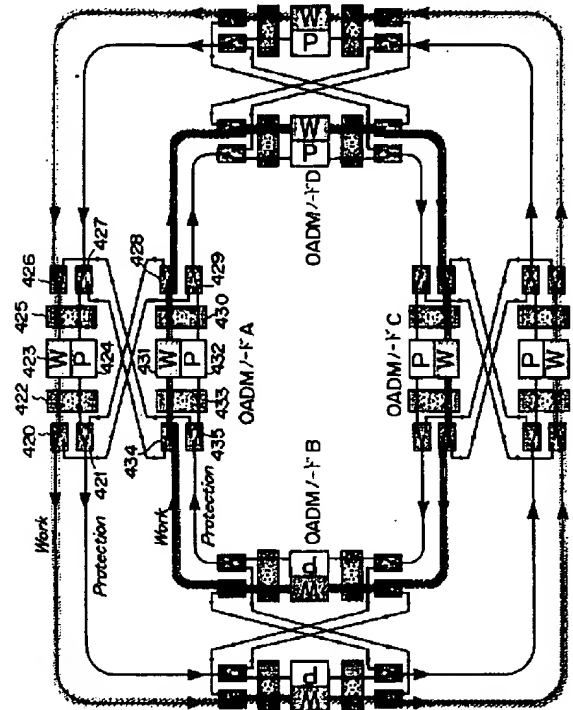 W
P
W
P
OADMノードD
426
427
428
429
425
430
423
W
P
424
431
W
P
432
OADMノードA
422
433
420
421
434
435
Work
Protection
Work
Protection
OADMノードB
OADMノードC
P
W
P
W
W
P
W
P